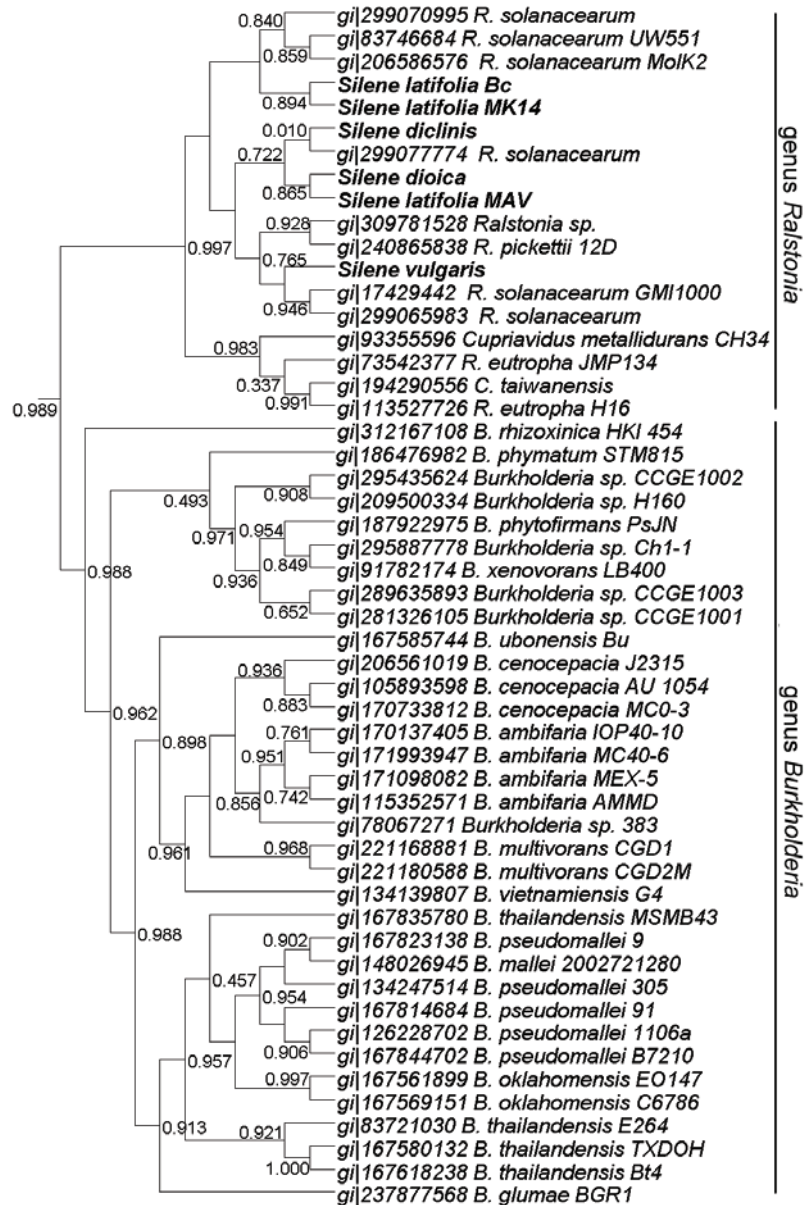 0.840
gi|299070995 R. solanacearum
gi|83746684 R. solanacearum UW551
0.859
gi|206586576 R. solanacearum MolK2
Silene latifolia Bc
0.894
Silene latifolia MK14
0.010
Silene diclinis
0.722
gi|299077774 R. solanacearum
Silene dioica
0.865
Silene latifolia MAV
0.928
gi|309781528 Ralstonia sp.
0.997
gi|240865838 R. pickettii 12D
0.765
Silene vulgaris
gi|17429442 R. solanacearum GMI1000
0.946
gi|299065983 R. solanacearum
gi|93355596 Cupriavidus metallidurans CH34
0.983
gi|73542377 R. eutropha JMP134
0.337
gi|194290556 C. taiwanensis
0.991
gi|113527726 R. eutropha H16
0.989
genus Ralstonia
gi|312167108 B. rhizoxinica HKI 454
gi|186476982 B. phymatum STM815
gi|295435624 Burkholderia sp. CCGE1002
0.493
0.908
gi|209500334 Burkholderia sp. H160
gi|187922975 B. phytofirmans PsJN
0.971
0.954
gi|295887778 Burkholderia sp. Ch1-1
0.849
gi|91782174 B. xenovorans LB400
0.988
0.936
gi|289635893 Burkholderia sp. CCGE1003
0.652
gi|281326105 Burkholderia sp. CCGE1001
gi|167585744 B. ubonensis Bu
gi|206561019 B. cenocepacia J2315
0.936
gi|105893598 B. cenocepacia AU 1054
0.883
gi|170733812 B. cenocepacia MC0-3
0.962
0.761
gi|170137405 B. ambifaria IOP40-10
0.898
gi|171993947 B. ambifaria MC40-6
0.951
gi|171098082 B. ambifaria MEX-5
0.742
gi|115352571 B. ambifaria AMMD
0.856
gi|78067271 Burkholderia sp. 383
0.961
0.968
gi|221168881 B. multivorans CGD1
gi|221180588 B. multivorans CGD2M
gi|134139807 B. vietnamiensis G4
gi|167835780 B. thailandensis MSMB43
0.988
0.902
gi|167823138 B. pseudomallei 9
gi|148026945 B. mallei 2002721280
0.457
gi|134247514 B. pseudomallei 305
0.954
gi|167814684 B. pseudomallei 91
gi|126228702 B. pseudomallei 1106a
0.906
gi|167844702 B. pseudomallei B7210
0.957
0.997
gi|167561899 B. oklahomensis EO147
gi|167569151 B. oklahomensis C6786
gi|83721030 B. thailandensis E264
0.913
0.921
gi|167580132 B. thailandensis TXDOH
1.000
gi|167618238 B. thailandensis Bt4
gi|237877568 B. glumae BGR1
genus Burkholderia